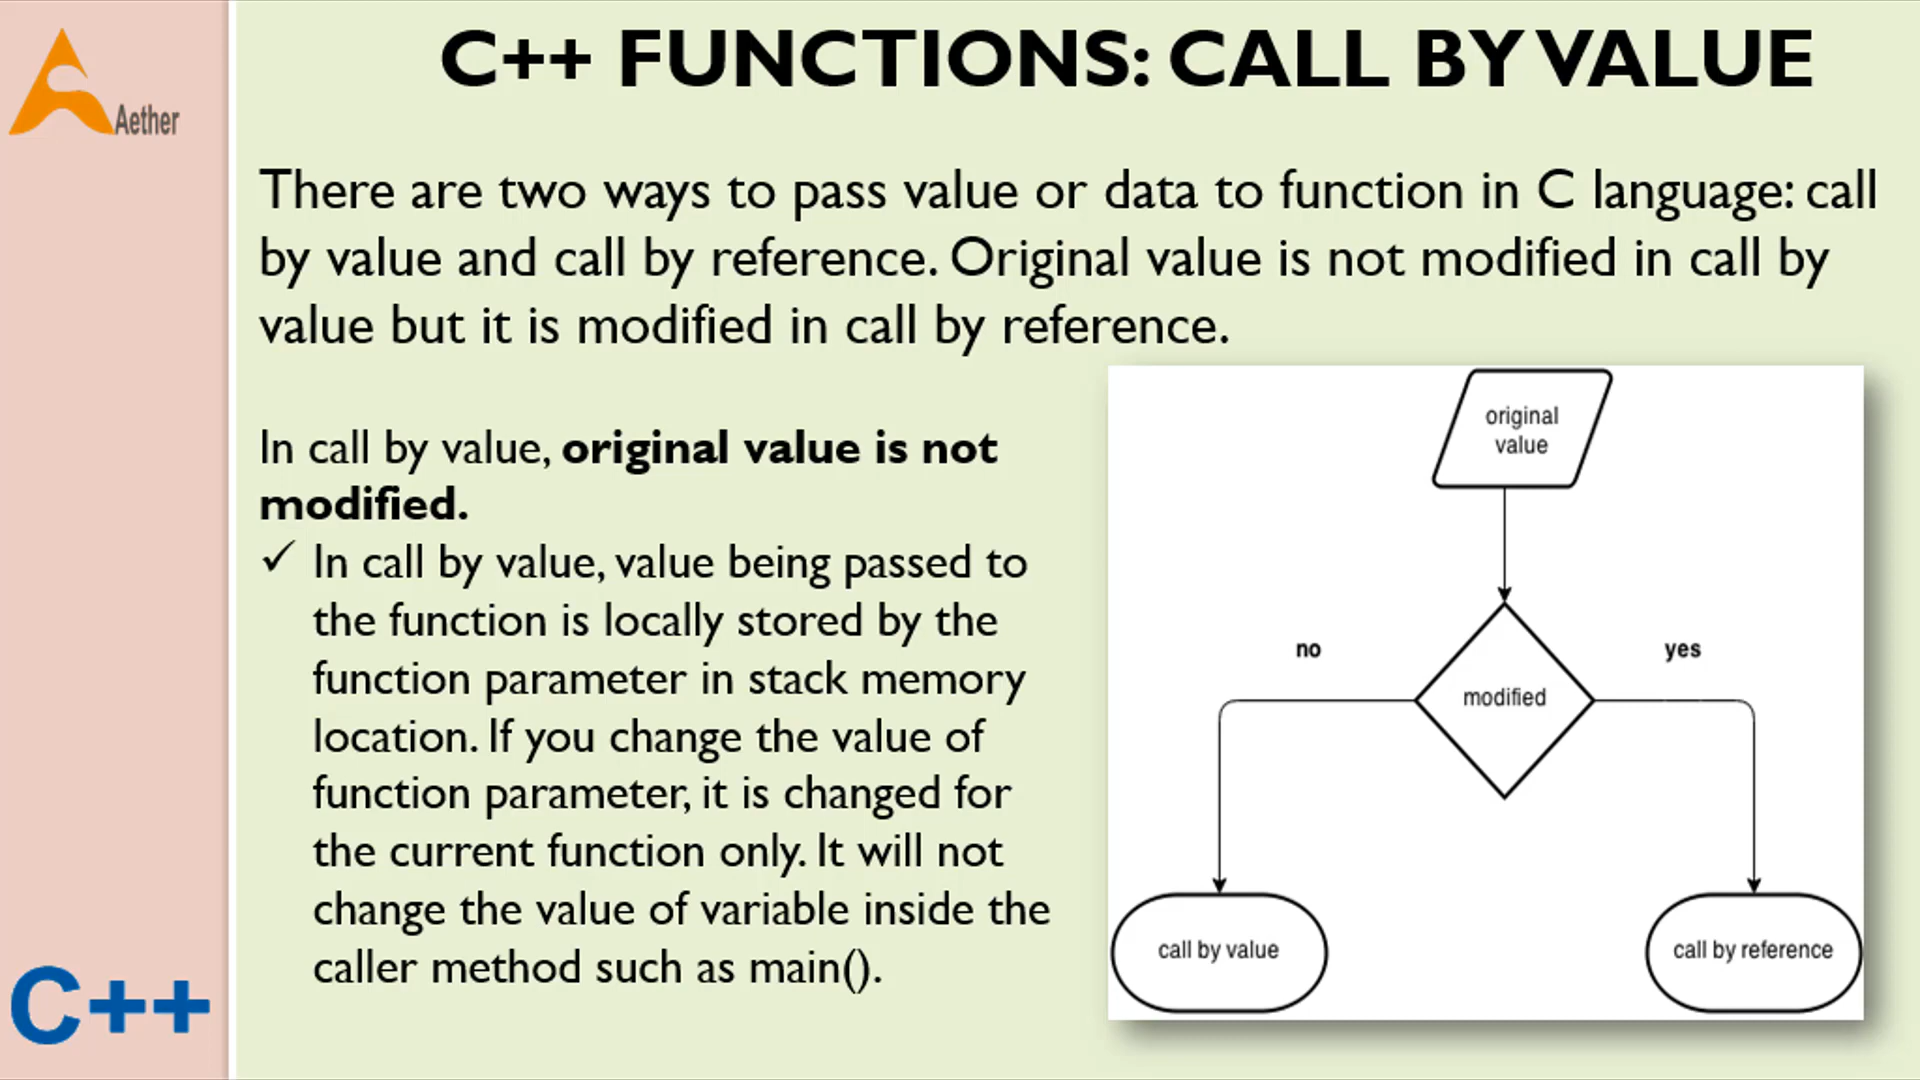 C++ FUNCTIONS: CALL BY VALUE
Aether
There are two ways to pass value or data to function in C language: call
by value and call by reference. Original value is not modified in call by
value but it is modified in call by reference.
In call by value, original value is not
modified.
✓ In call by value, value being passed to
the function is locally stored by the
function parameter in stack memory
location. If you change the value of
function parameter, it is changed for
the current function only. It will not
change the value of variable inside the
caller method such as main().
original
value
no
yes
modified
call by value
call by reference
C++